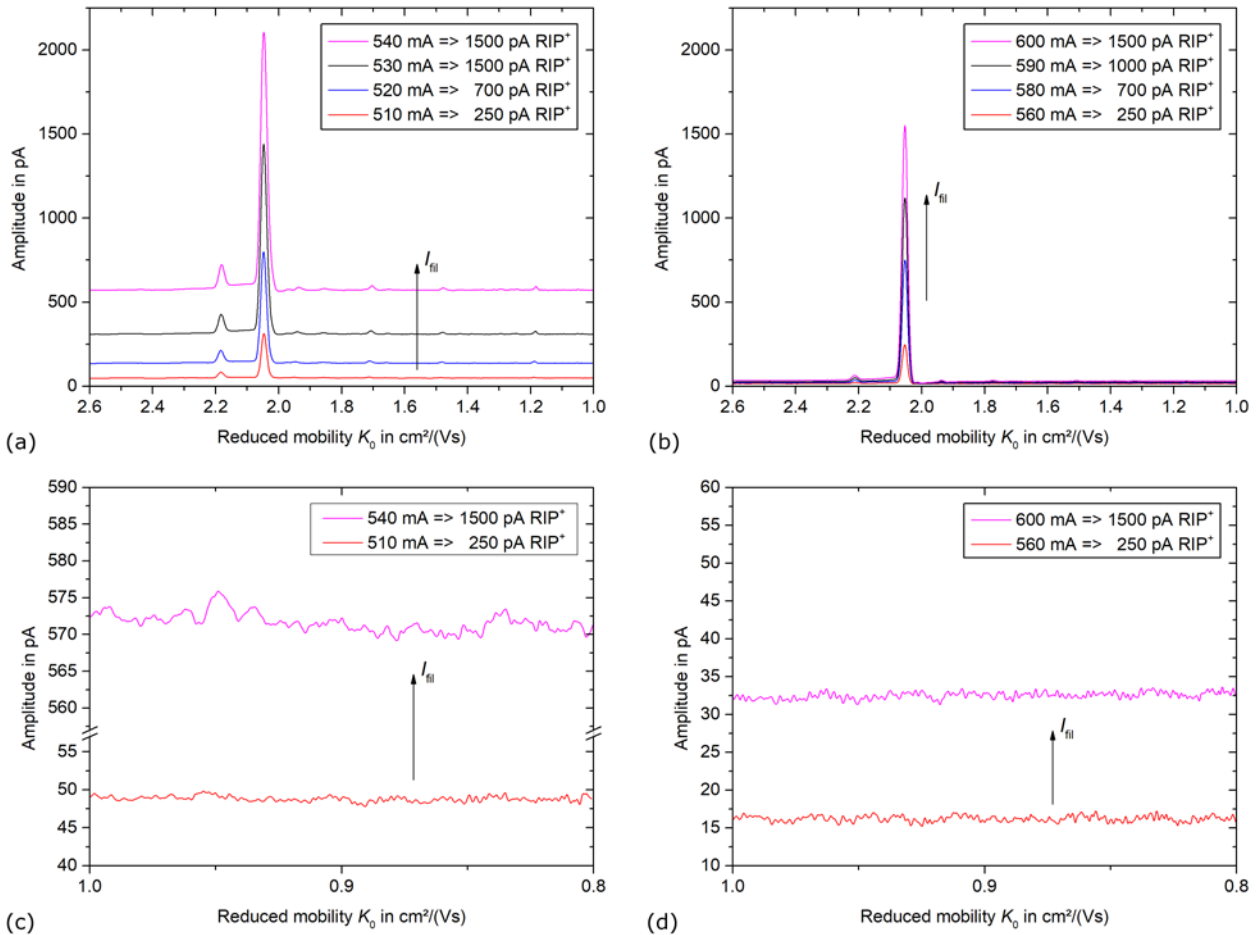 2000
1500
1000
500
0
Amplitude in pA
540 mA => 1500 pA RIP⁺
530 mA => 1500 pA RIP⁺
520 mA => 700 pA RIP⁺
510 mA => 250 pA RIP⁺
I_fil
2.6 2.4 2.2 2.0 1.8 1.6 1.4 1.2 1.0
Reduced mobility K₀ in cm²/(Vs)
(a)
2000
1500
1000
500
0
Amplitude in pA
600 mA => 1500 pA RIP⁺
590 mA => 1000 pA RIP⁺
580 mA => 700 pA RIP⁺
560 mA => 250 pA RIP⁺
I_fil
2.6 2.4 2.2 2.0 1.8 1.6 1.4 1.2 1.0
Reduced mobility K₀ in cm²/(Vs)
(b)
590
585
580
575
570
565
560
55
50
45
40
Amplitude in pA
540 mA => 1500 pA RIP⁺
510 mA => 250 pA RIP⁺
I_fil
1.0 0.9 0.8
Reduced mobility K₀ in cm²/(Vs)
(c)
60
55
50
45
40
35
30
25
20
15
10
Amplitude in pA
600 mA => 1500 pA RIP⁺
560 mA => 250 pA RIP⁺
I_fil
1.0 0.9 0.8
Reduced mobility K₀ in cm²/(Vs)
(d)